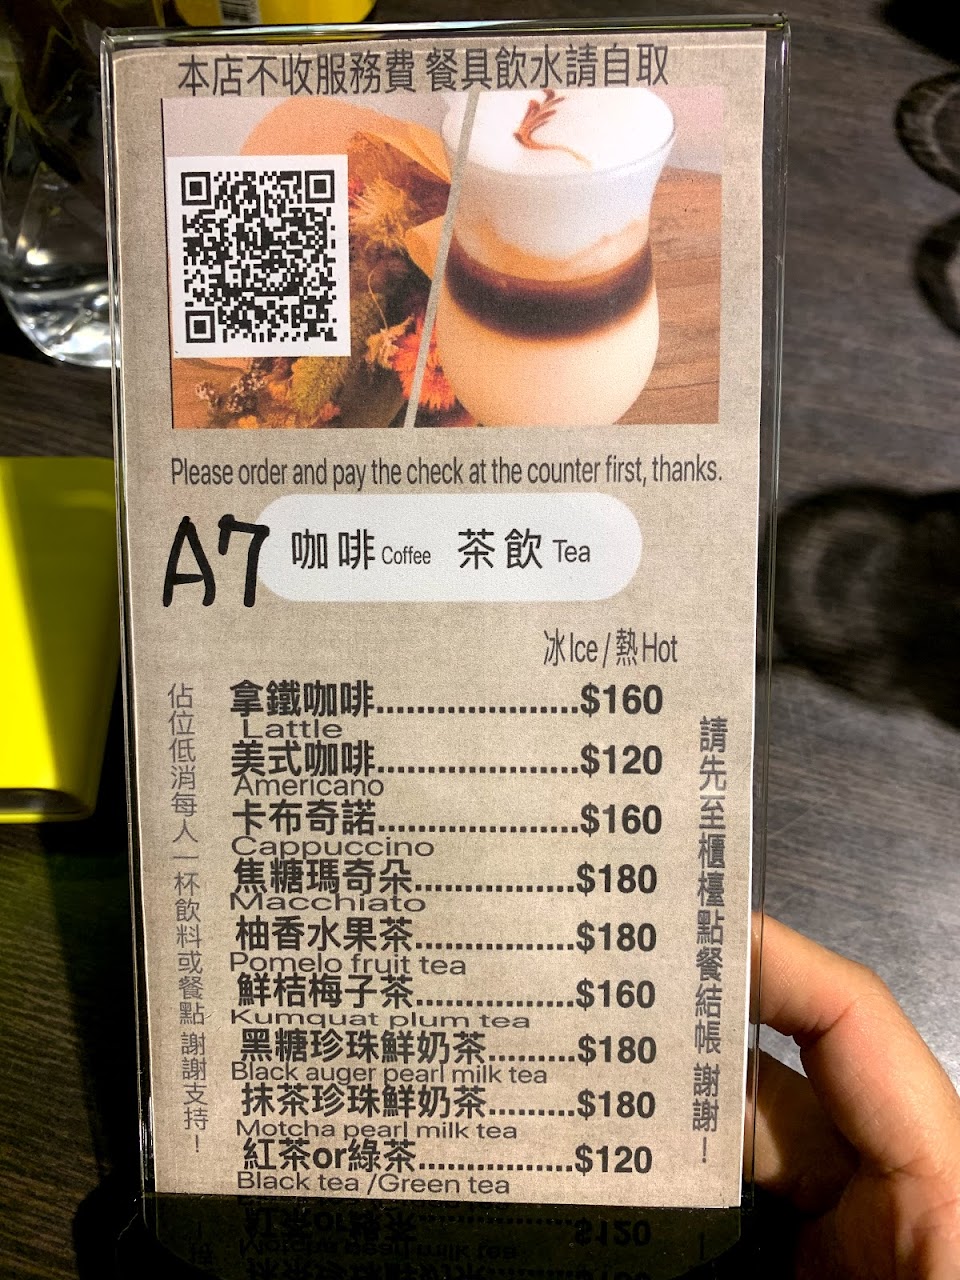 本店不收服務費 餐具飲水請自取
Please order and pay the check at the counter first, thanks.
A7
咖啡 Coffee 茶飲 Tea
冰Ice / 熱Hot
佔位低消每人一杯飲料或餐點 謝謝支持！
拿鐵咖啡.....................$160
Lattle
美式咖啡.....................$120
Americano
卡布奇諾.....................$160
Cappuccino
焦糖瑪奇朵.................$180
Macchiato
柚香水果茶.................$180
Pomelo fruit tea
鮮桔梅子茶.................$160
Kumquat plum tea
黑糖珍珠鮮奶茶.........$180
Black auger pearl milk tea
抹茶珍珠鮮奶茶.........$180
Motcha pearl milk tea
紅茶or綠茶................$120
Black tea /Green tea
請先至櫃檯點餐結帳 謝謝！